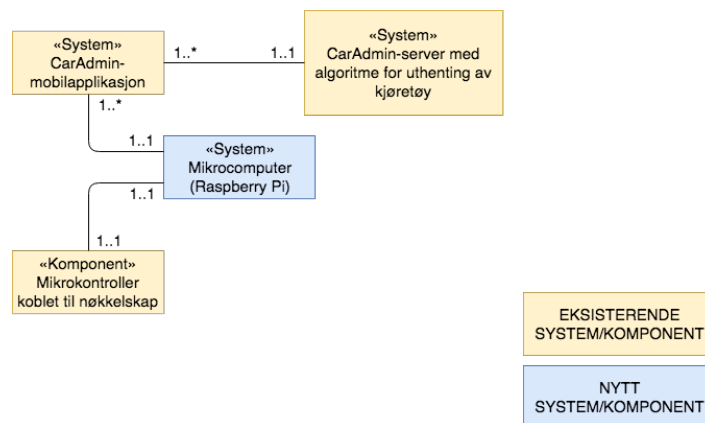 «System»
CarAdmin-
mobilapplikasjon
1..*
1..1
«System»
CarAdmin-server med
algoritme for uthenting av
kjøretøy
1..*
1..1
«System»
Mikrocomputer
(Raspberry Pi)
1..1
1..1
«Komponent»
Mikrokontroller
koblet til nøkkelskap
EKSISTERENDE
SYSTEM/KOMPONENT
NYTT
SYSTEM/KOMPONENT